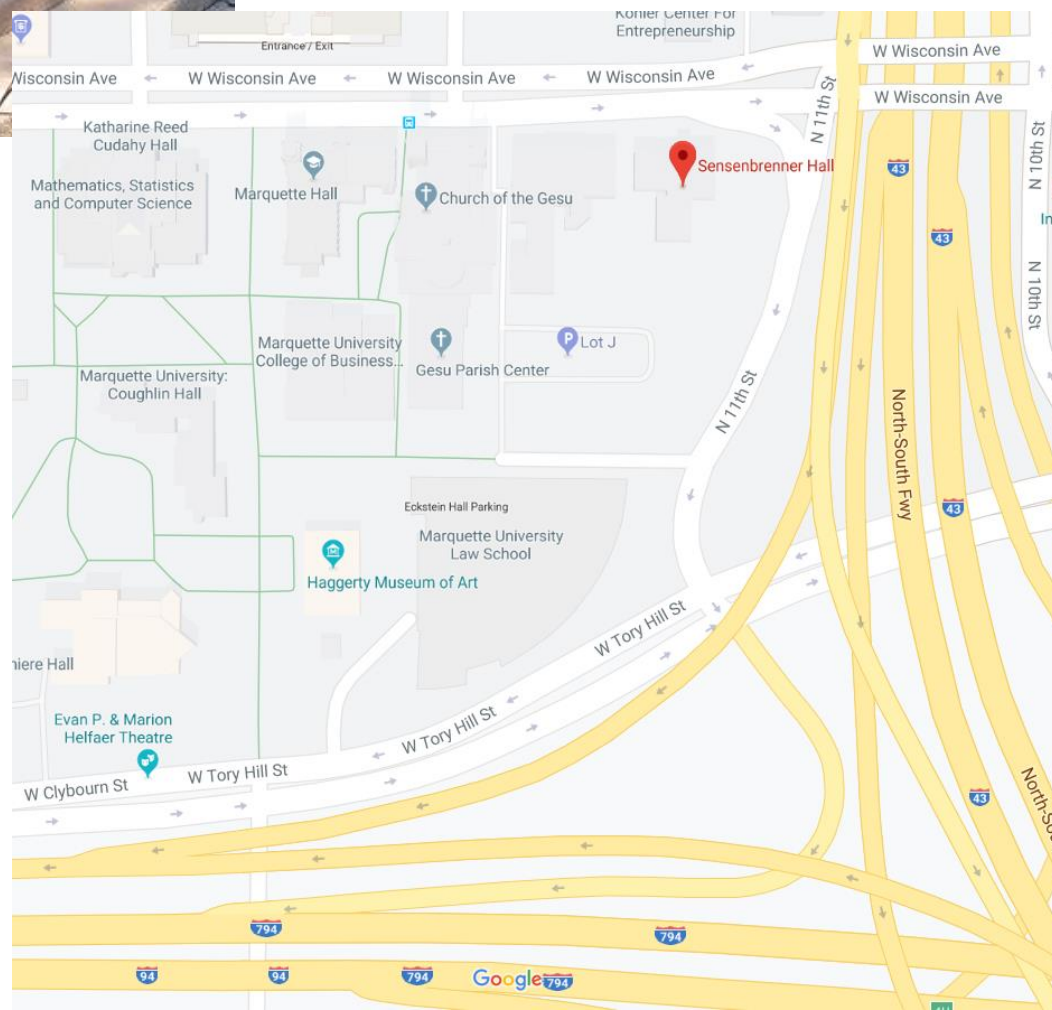 Kohler Center For
Entrepreneurship
Entrance / Exit
W Wisconsin Ave
Wisconsin Ave
W Wisconsin Ave
W Wisconsin Ave
W Wisconsin Ave
W Wisconsin Ave
N 11th St
N 10th St
Katharine Reed
Cudahy Hall
Mathematics, Statistics
and Computer Science
Marquette Hall
Church of the Gesu
Sensenbrenner Hall
43
43
In
N 10th St
Marquette University
College of Business...
Gesu Parish Center
P
Lot J
Marquette University:
Coughlin Hall
N 11th St
North-South Fwy
43
Eckstein Hall Parking
Marquette University
Law School
Haggerty Museum of Art
W Tory Hill St
niere Hall
Evan P. & Marion
Helfaer Theatre
W Tory Hill St
W Tory Hill St
W Clybourn St
43
North-Sou
794
794
94
94
794
Google
794